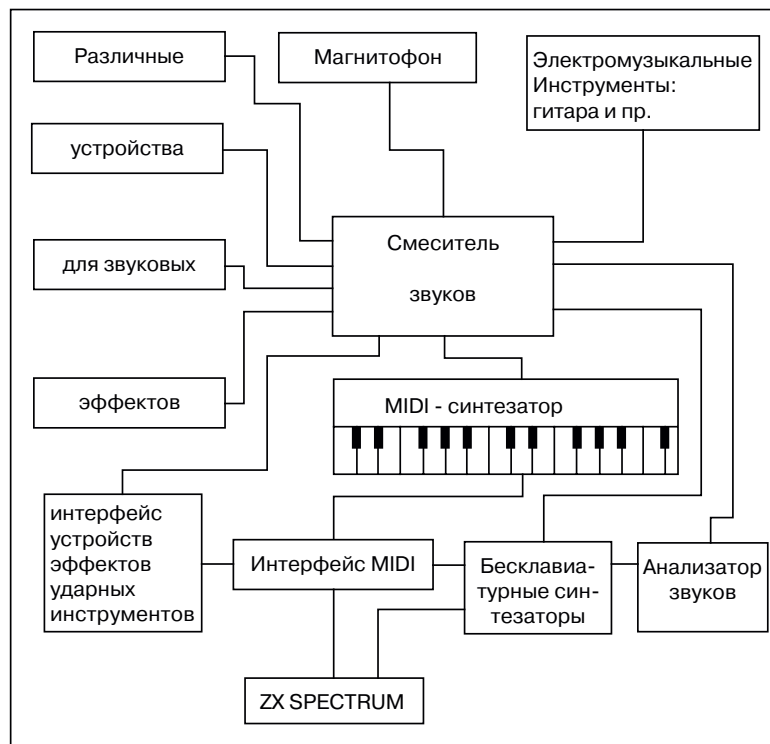 Различные
Магнитофон
Электромузыкальные
Инструменты:
гитара и пр.
устройства
Смеситель
звуков
для звуковых
эффектов
MIDI - синтезатор
интерфейс
устройств
эффектов
ударных
инструментов
Интерфейс MIDI
Бесклавиа-
турные син-
тезаторы
Анализатор
звуков
ZX SPECTRUM